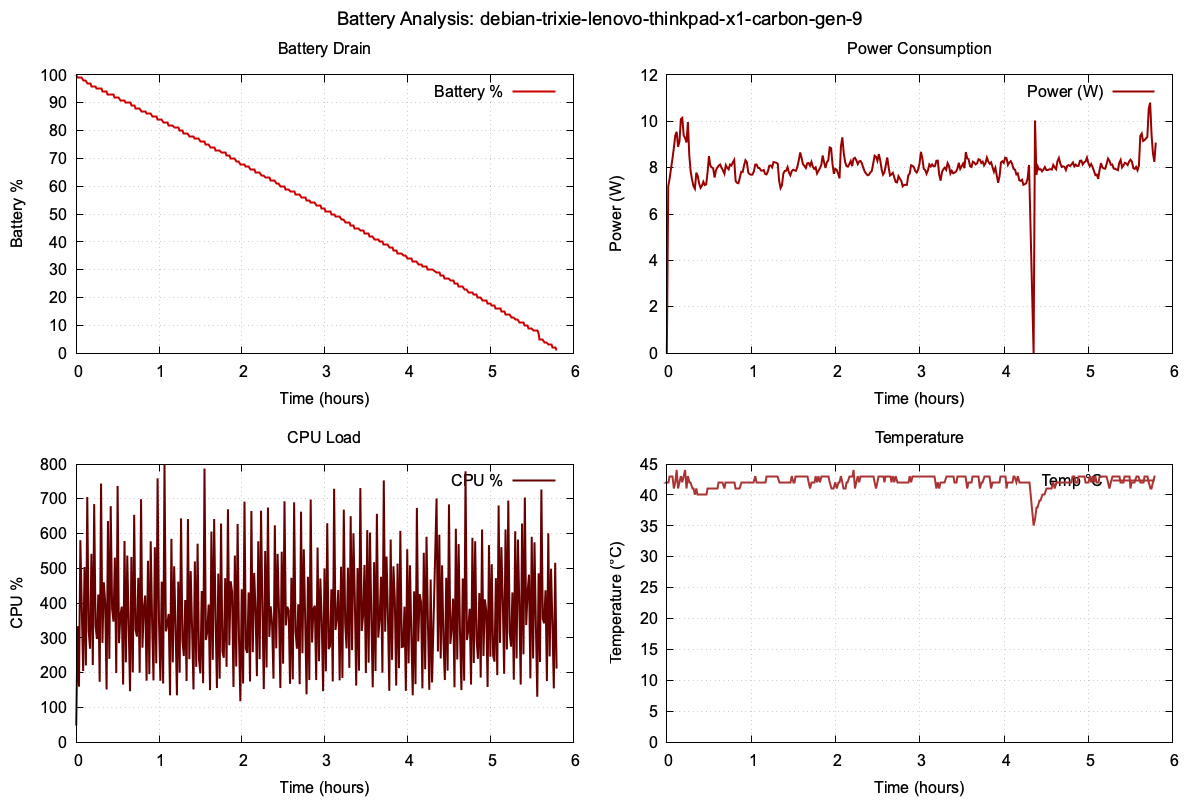 Battery Analysis: debian-trixie-lenovo-thinkpad-x1-carbon-gen-9
Battery Drain
Battery %
100
90
80
70
60
50
40
30
20
10
0
Battery %
0 1 2 3 4 5 6
Time (hours)
Power Consumption
Power (W)
12
10
8
6
4
2
0
Power (W)
0 1 2 3 4 5 6
Time (hours)
CPU Load
CPU %
800
700
600
500
400
300
200
100
0
CPU %
0 1 2 3 4 5 6
Time (hours)
Temperature
Temp °C
45
40
35
30
25
20
15
10
5
0
Temperature (°C)
0 1 2 3 4 5 6
Time (hours)